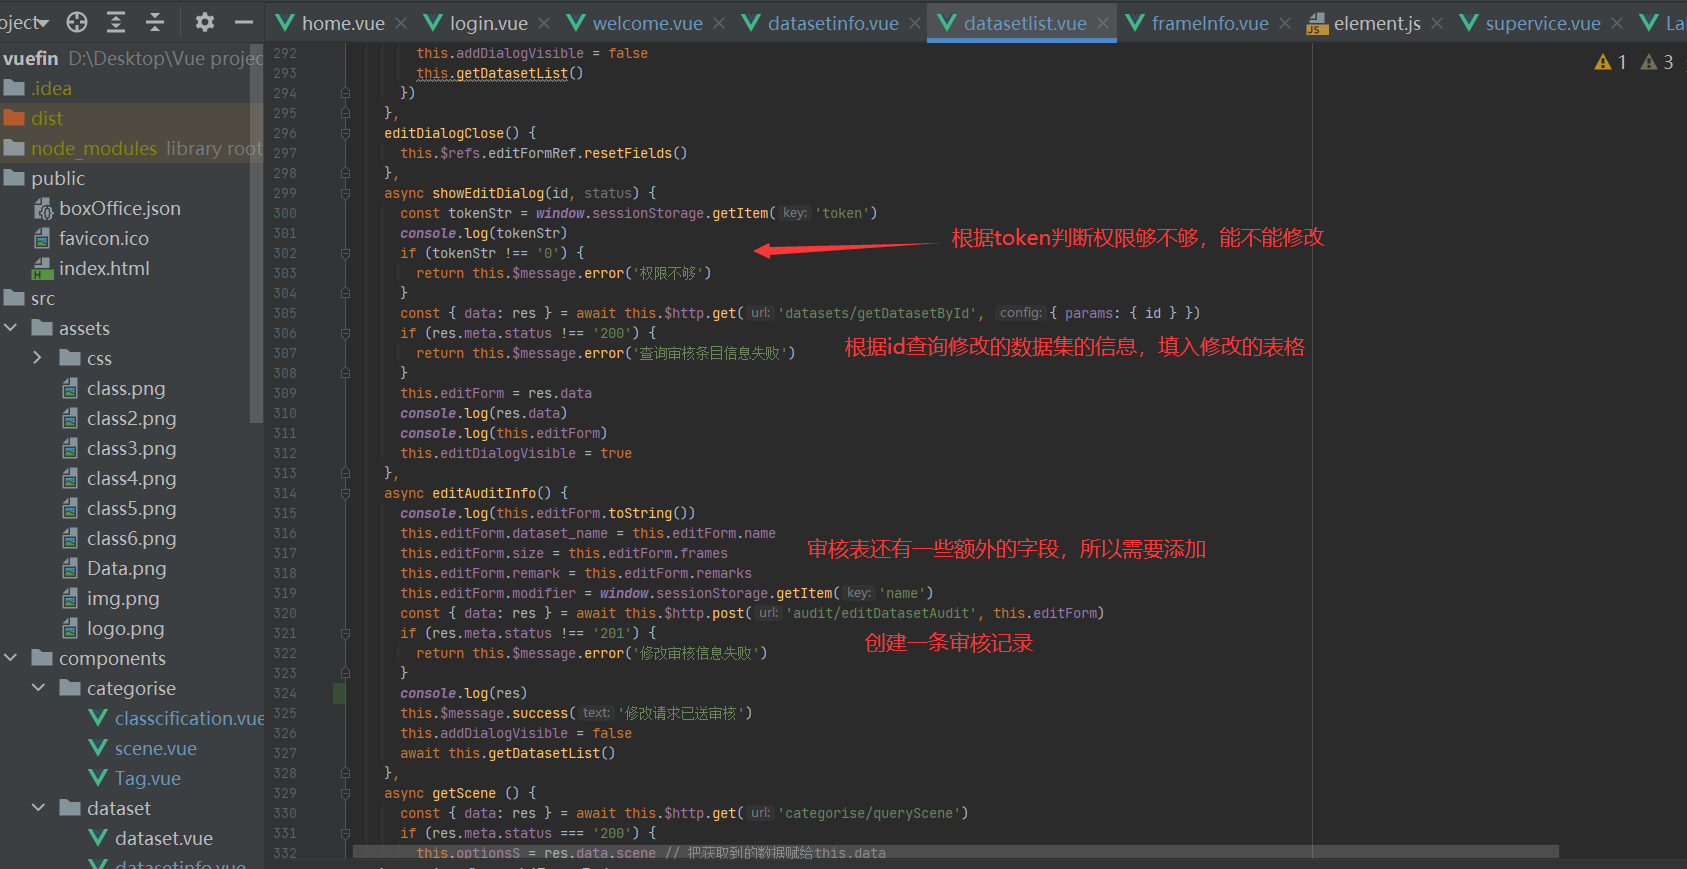 oject
home.vue
login.vue
welcome.vue
datasetinfo.vue
datasetlist.vue
frameInfo.vue
element.js
supervice.vue
Lal
vuefin D:\Desktop\Vue projec
.idea
dist
node_modules library root
public
boxOffice.json
favicon.ico
index.html
src
assets
css
class.png
class2.png
class3.png
class4.png
class5.png
class6.png
Data.png
img.png
logo.png
components
categorise
classcification.vue
scene.vue
Tag.vue
dataset
dataset.vue
datasetinfo.vue
1 3
292 this.addDialogVisible = false
293 this.getDatasetList()
294 })
295 },
296 editDialogClose() {
297 this.$refs.editFormRef.resetFields()
298 },
299 async showEditDialog(id, status) {
300 const tokenStr = window.sessionStorage.getItem( key: 'token')
301 console.log(tokenStr)
根据token判断权限够不够，能不能修改
302 if (tokenStr !== '0') {
303 return this.$message.error('权限不够')
304 }
305 const { data: res } = await this.$http.get( url: 'datasets/getDatasetById', config: { params: { id } })
306 if (res.meta.status !== '200') {
307 return this.$message.error('查询审核条目信息失败')
根据id查询修改的数据集的信息，填入修改的表格
308 }
309 this.editForm = res.data
310 console.log(res.data)
311 console.log(this.editForm)
312 this.editDialogVisible = true
313 },
314 async editAuditInfo() {
315 console.log(this.editForm.toString())
316 this.editForm.dataset_name = this.editForm.name
317 this.editForm.size = this.editForm.frames
审核表还有一些额外的字段，所以需要添加
318 this.editForm.remark = this.editForm.remarks
319 this.editForm.modifier = window.sessionStorage.getItem( key: 'name')
320 const { data: res } = await this.$http.post( url: 'audit/editDatasetAudit', this.editForm)
321 if (res.meta.status !== '201') {
创建一条审核记录
322 return this.$message.error('修改审核信息失败')
323 }
324 console.log(res)
325 this.$message.success( text: '修改请求已送审核')
326 this.addDialogVisible = false
327 await this.getDatasetList()
328 },
329 async getScene () {
330 const { data: res } = await this.$http.get( url: 'categorise/queryScene')
331 if (res.meta.status === '200') {
332 this.optionsS = res.data.scene // 把获取到的数据赋给this.data